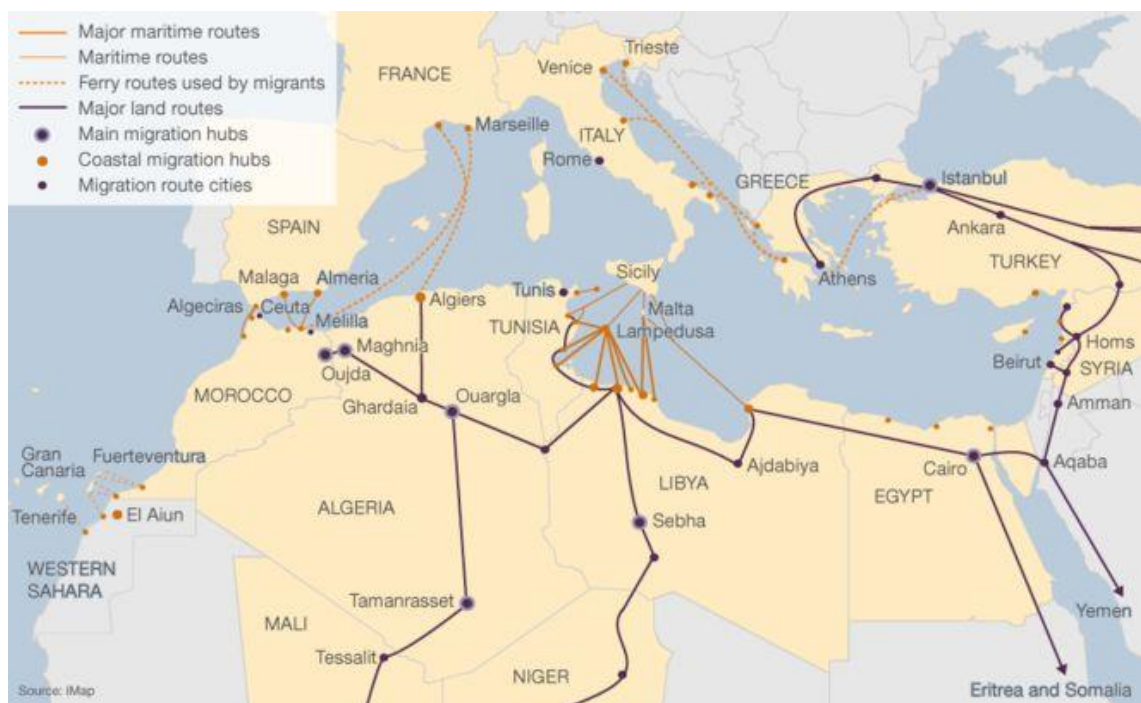 Major maritime routes
Maritime routes
Ferry routes used by migrants
Major land routes
Main migration hubs
Coastal migration hubs
Migration route cities
FRANCE
Trieste
Venice
Marseille
ITALY
Rome
GREECE
Istanbul
Ankara
TURKEY
SPAIN
Malaga
Almeria
Algeciras
Ceuta
Melilla
Algiers
Tunis
Sicily
Athens
TUNISIA
Malta
Lampedusa
Maghnia
Oujda
MOROCCO
Ghardaia
Ouargla
Homs
Beirut
SYRIA
Amman
Gran
Canaria
Fuerteventura
Tenerife
El Aiun
ALGERIA
LIBYA
Ajdabiya
Cairo
Aqaba
EGYPT
Sebha
WESTERN
SAHARA
Tamanrasset
MALI
Tessalit
NIGER
Yemen
Eritrea and Somalia
Source: iMap